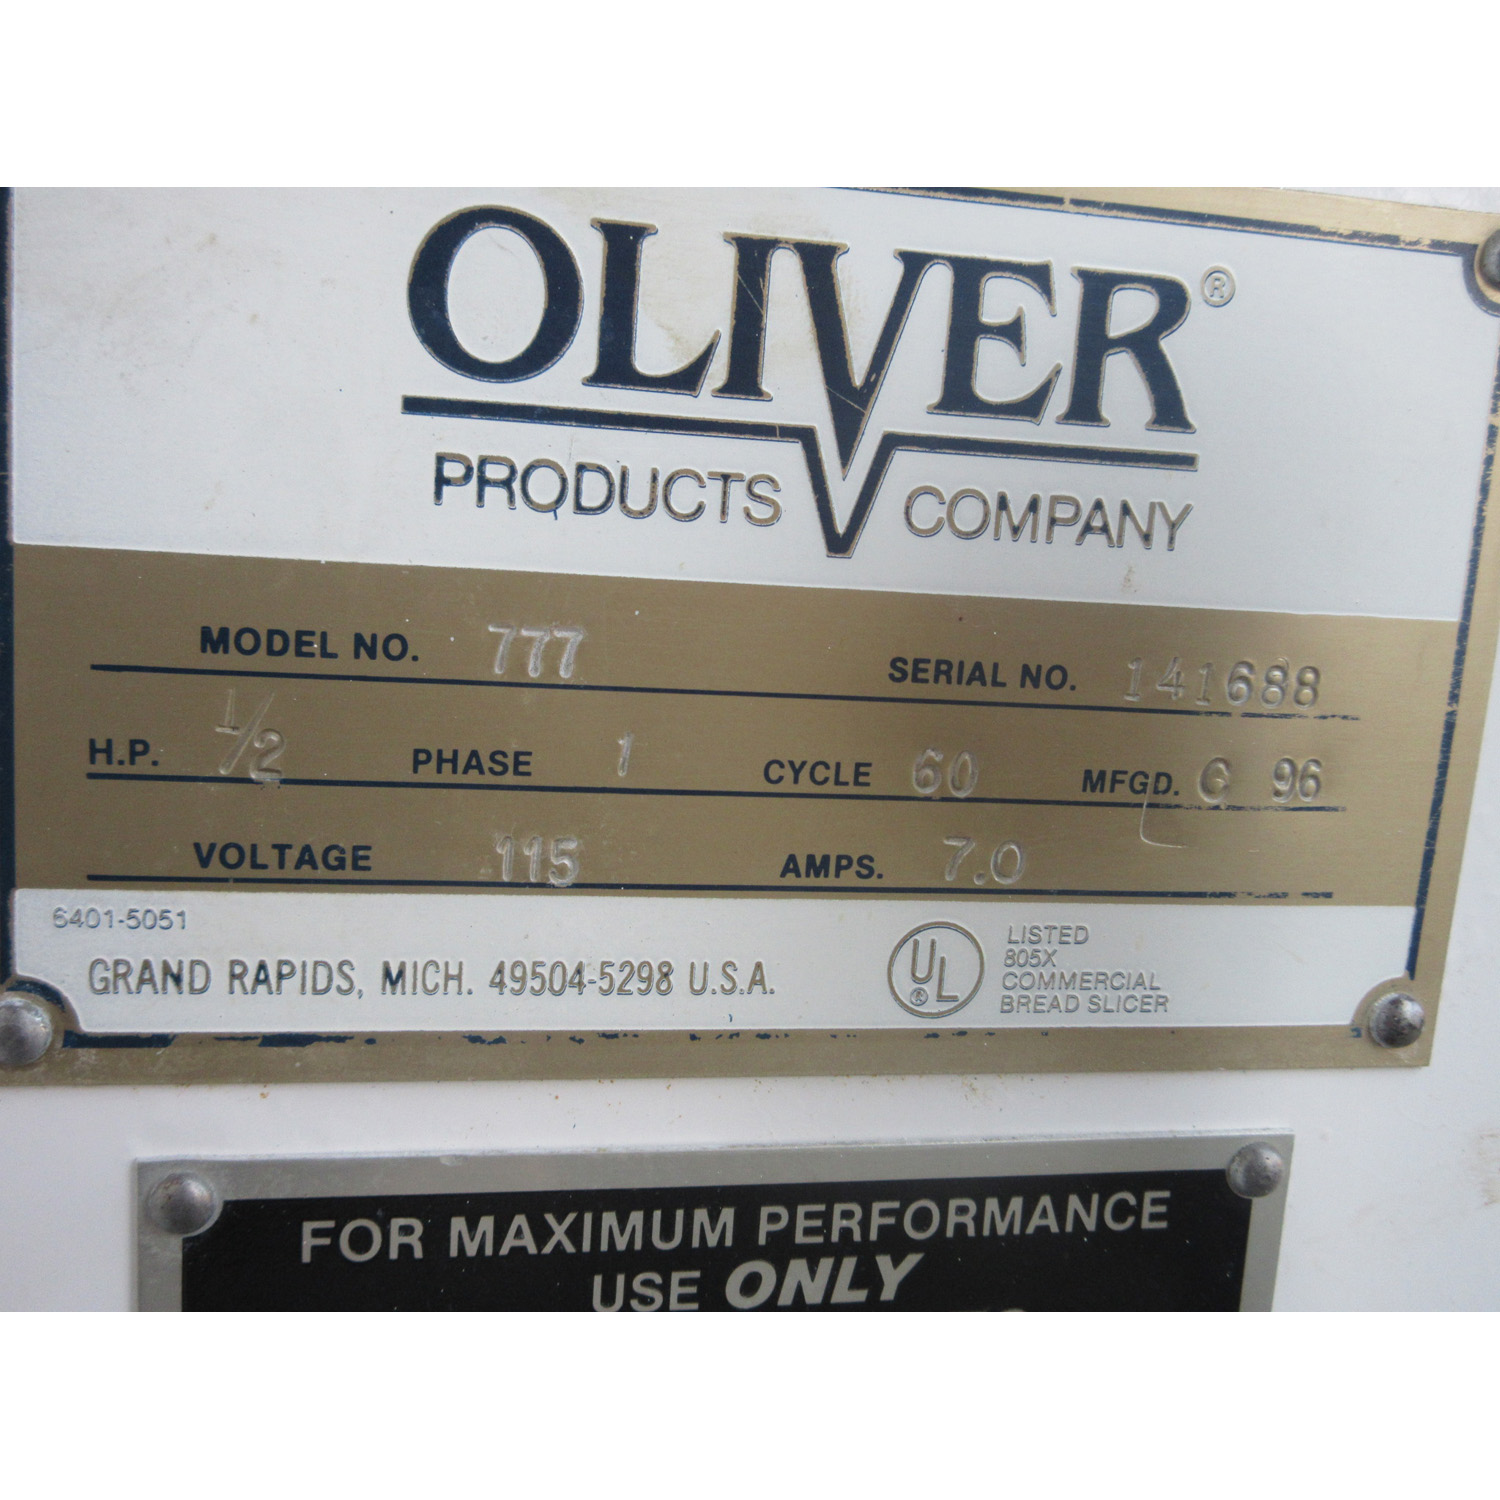 OLIVER®
PRODUCTS COMPANY
MODEL NO. 777 SERIAL NO. 141688
H.P. 1/2 PHASE 1 CYCLE 60 MFGD. G 96
VOLTAGE 115 AMPS. 7.0
6401-5051
GRAND RAPIDS, MICH. 49504-5298 U.S.A.
UL®
LISTED
805X
COMMERCIAL
BREAD SLICER
FOR MAXIMUM PERFORMANCE
USE ONLY